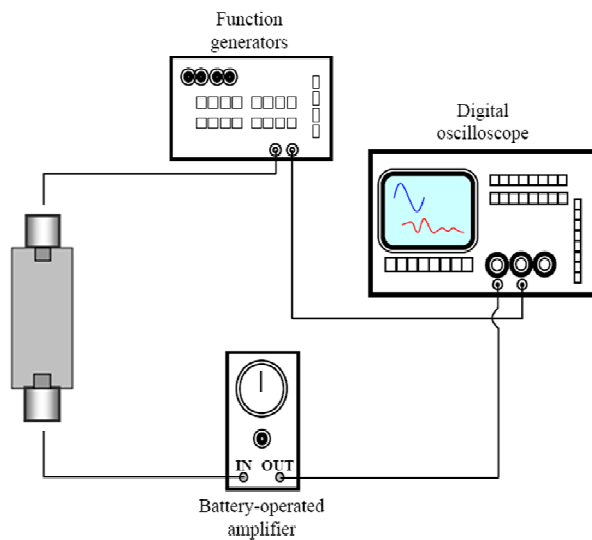 Function
generators
Digital
oscilloscope
IN OUT
Battery-operated
amplifier